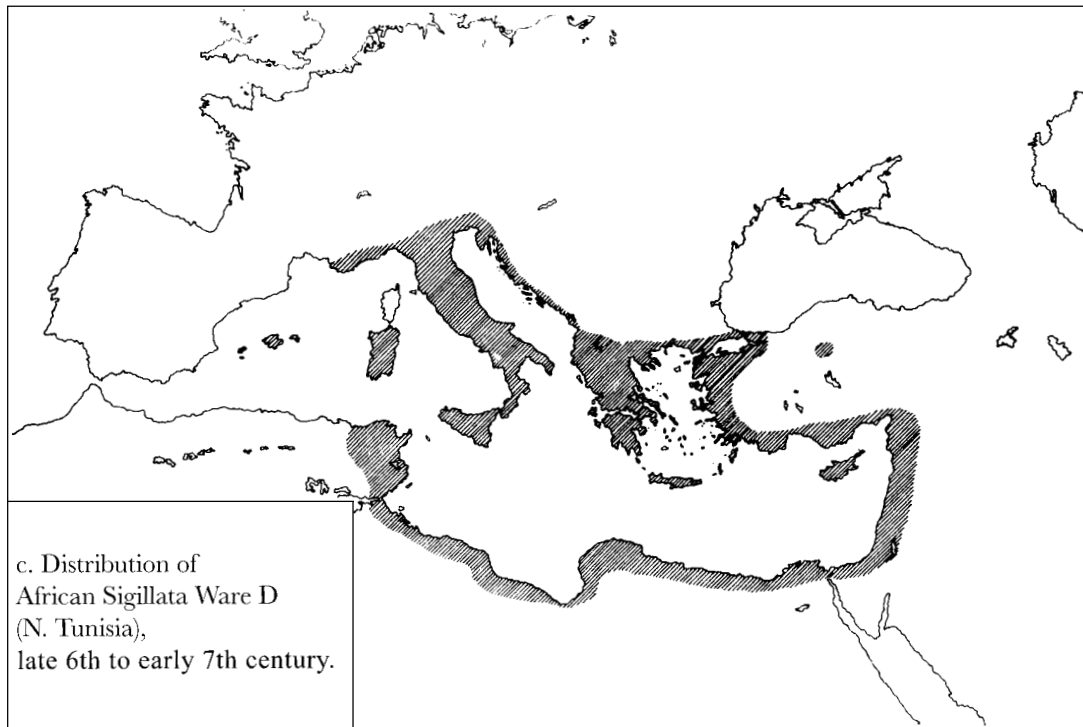 c. Distribution of
African Sigillata Ware D
(N. Tunisia),
late 6th to early 7th century.